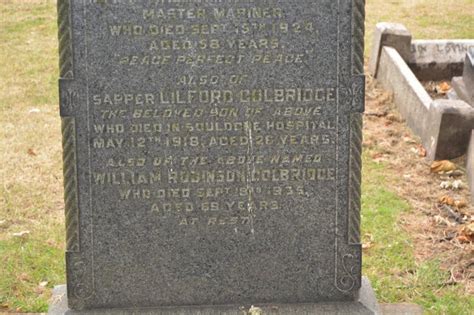 MASTER MARINER
WHO DIED SEPT. 15TH 1924,
AGED 58 YEARS.
"PEACE PERFECT PEACE"
ALSO OF
SAPPER LILFORD COLBRIDGE
THE BELOVED SON OF ABOVE
WHO DIED IN BOULOGNE HOSPITAL
MAY 12TH 1918, AGED 26 YEARS.
ALSO OF THE ABOVE NAMED
WILLIAM ROBINSON COLBRIDGE
WHO DIED SEPT. 1935,
AGED 69 YEARS.
AT REST